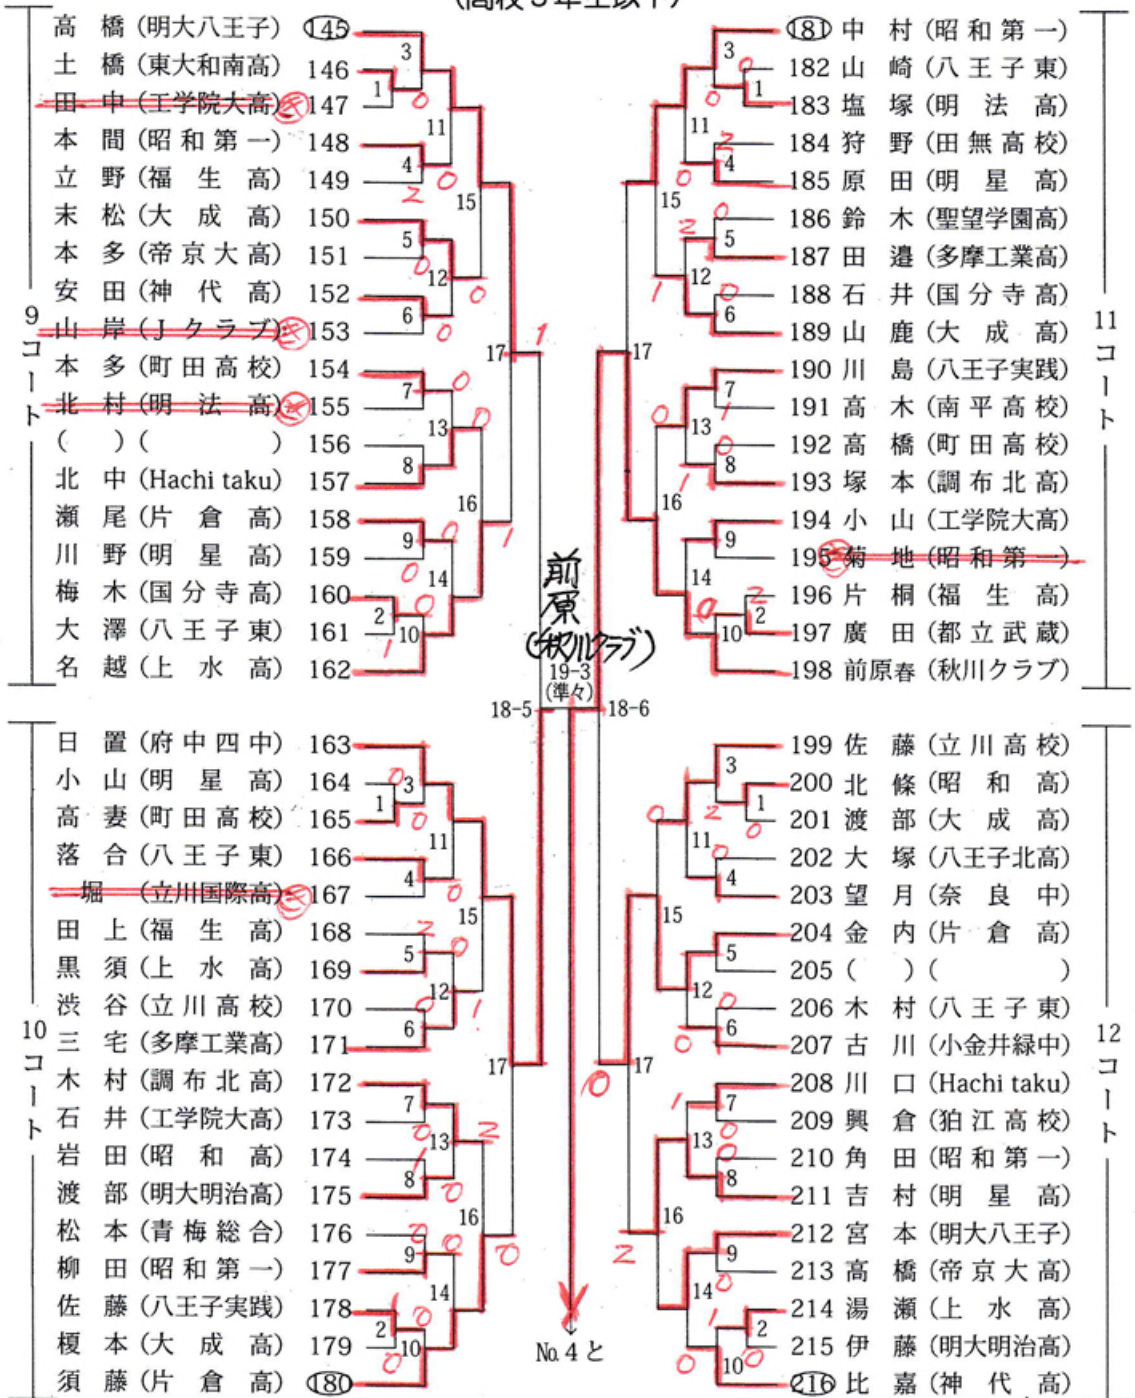 (高校3年生以下)
高 橋 (明大八王子) 145
土 橋 (東大和南高) 146
田 中 (工学院大高) 147
本 間 (昭和第一) 148
立 野 (福 生 高) 149
末 松 (大 成 高) 150
本 多 (帝京大高) 151
安 田 (神 代 高) 152
山 岸 (Jクラブ) 153
本 多 (町田高校) 154
北 村 (明 法 高) 155
( ) ( ) 156
北 中 (Hachi taku) 157
瀬 尾 (片 倉 高) 158
川 野 (明 星 高) 159
梅 木 (国分寺高) 160
大 澤 (八王子東) 161
名 越 (上 水 高) 162
9コート
日 置 (府中四中) 163
小 山 (明 星 高) 164
高 妻 (町田高校) 165
落 合 (八王子東) 166
堀 (立川国際高) 167
田 上 (福 生 高) 168
黒 須 (上 水 高) 169
渋 谷 (立川高校) 170
三 宅 (多摩工業高) 171
木 村 (調布北高) 172
石 井 (工学院大高) 173
岩 田 (昭 和 高) 174
渡 部 (明大明治高) 175
松 本 (青梅総合) 176
柳 田 (昭和第一) 177
佐 藤 (八王子実践) 178
榎 本 (大 成 高) 179
須 藤 (片 倉 高) 180
10コート
前原
(秋川クラブ)
19-3
(準々)
18-5
18-6
No.4と
181 中 村 (昭和第一)
182 山 崎 (八王子東)
183 塩 塚 (明 法 高)
184 狩 野 (田無高校)
185 原 田 (明 星 高)
186 鈴 木 (聖望学園高)
187 田 邉 (多摩工業高)
188 石 井 (国分寺高)
189 山 鹿 (大 成 高)
190 川 島 (八王子実践)
191 高 木 (南平高校)
192 高 橋 (町田高校)
193 塚 本 (調布北高)
194 小 山 (工学院大高)
195 菊 地 (昭和第一)
196 片 桐 (福 生 高)
197 廣 田 (都立武蔵)
198 前原春 (秋川クラブ)
11コート
199 佐 藤 (立川高校)
200 北 條 (昭 和 高)
201 渡 部 (大 成 高)
202 大 塚 (八王子北高)
203 望 月 (奈 良 中)
204 金 内 (片 倉 高)
205 ( ) ( )
206 木 村 (八王子東)
207 古 川 (小金井緑中)
208 川 口 (Hachi taku)
209 興 倉 (狛江高校)
210 角 田 (昭和第一)
211 吉 村 (明 星 高)
212 宮 本 (明大八王子)
213 高 橋 (帝京大高)
214 湯 瀬 (上 水 高)
215 伊 藤 (明大明治高)
216 比 嘉 (神 代 高)
12コート